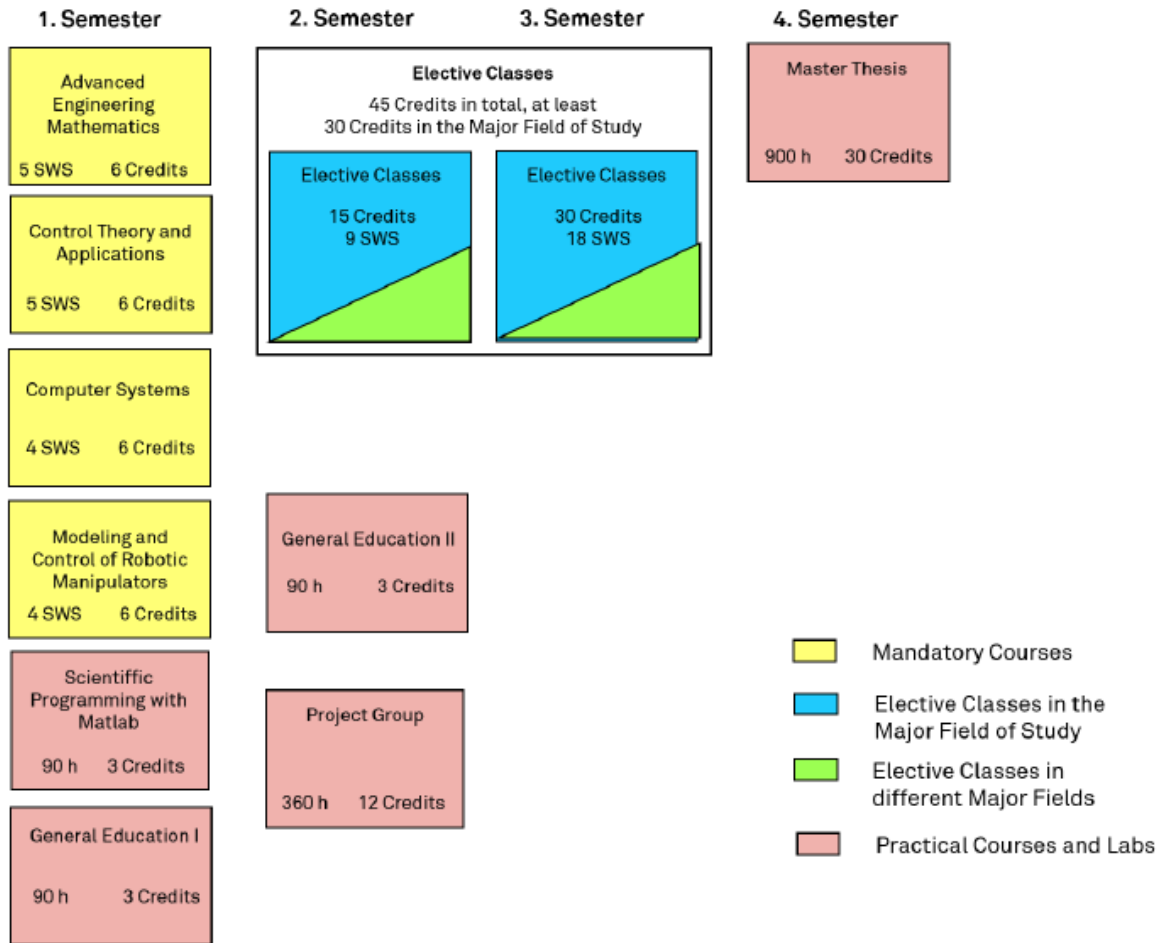 1. Semester
2. Semester
3. Semester
4. Semester
Advanced
Engineering
Mathematics
5 SWS 6 Credits
Control Theory and
Applications
5 SWS 6 Credits
Computer Systems
4 SWS 6 Credits
Modeling and
Control of Robotic
Manipulators
4 SWS 6 Credits
Scientiffic
Programming with
Matlab
90 h 3 Credits
General Education I
90 h 3 Credits
Elective Classes
45 Credits in total, at least
30 Credits in the Major Field of Study
Elective Classes
15 Credits
9 SWS
Elective Classes
30 Credits
18 SWS
General Education II
90 h 3 Credits
Project Group
360 h 12 Credits
Master Thesis
900 h 30 Credits
Mandatory Courses
Elective Classes in the
Major Field of Study
Elective Classes in
different Major Fields
Practical Courses and Labs